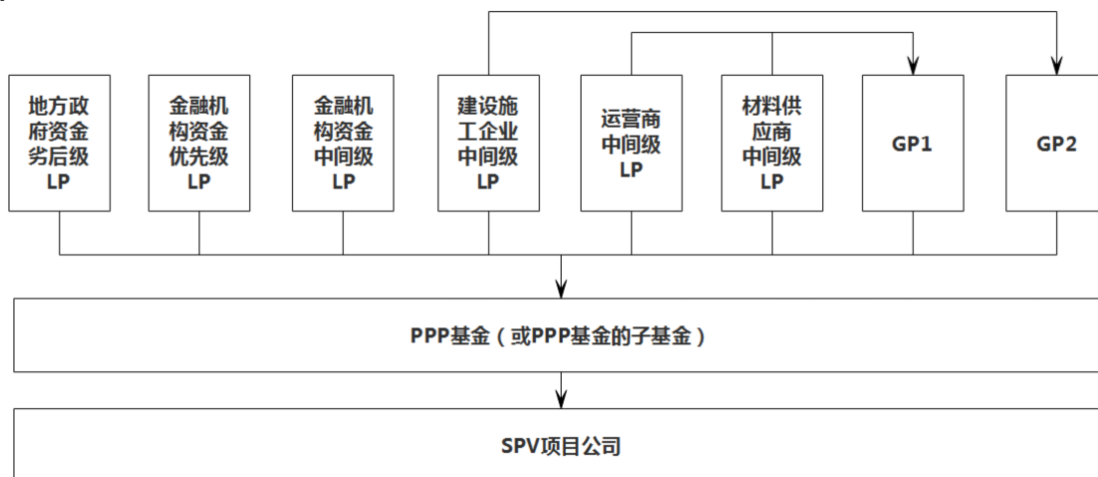 地方政
府资金
劣后级
LP
金融机
构资金
优先级
LP
金融机
构资金
中间级
LP
建设施
工企业
中间级
LP
运营商
中间级
LP
材料供
应商
中间级
LP
GP1
GP2
PPP基金（或PPP基金的子基金）
SPV项目公司